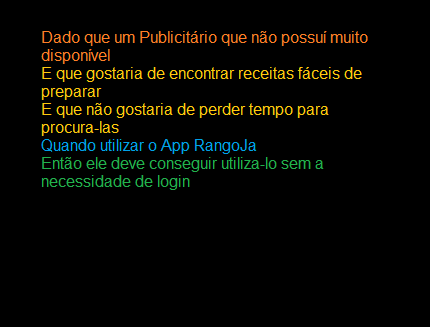 Dado que um Publicitário que não possuí muito
disponível
E que gostaria de encontrar receitas fáceis de
preparar
E que não gostaria de perder tempo para
procura-las
Quando utilizar o App RangoJa
Então ele deve conseguir utiliza-lo sem a
necessidade de login